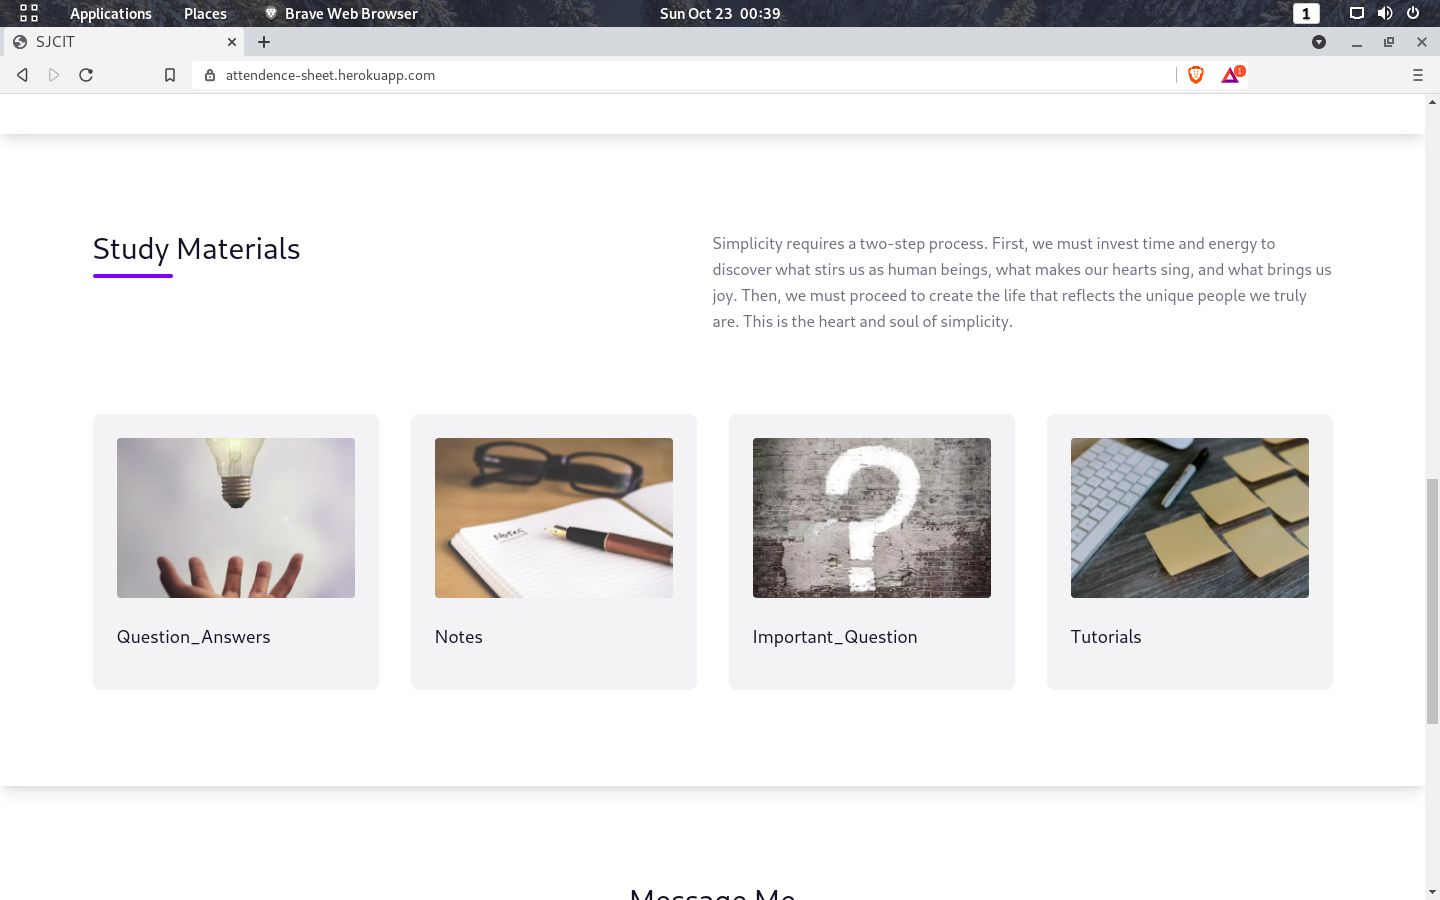 Applications Places Brave Web Browser Sun Oct 23 00:39 1
SJCIT
attendence-sheet.herokuapp.com 1
Study Materials
Simplicity requires a two-step process. First, we must invest time and energy to
discover what stirs us as human beings, what makes our hearts sing, and what brings us
joy. Then, we must proceed to create the life that reflects the unique people we truly
are. This is the heart and soul of simplicity.
Notes
?
Question_Answers
Notes
Important_Question
Tutorials
Message Me